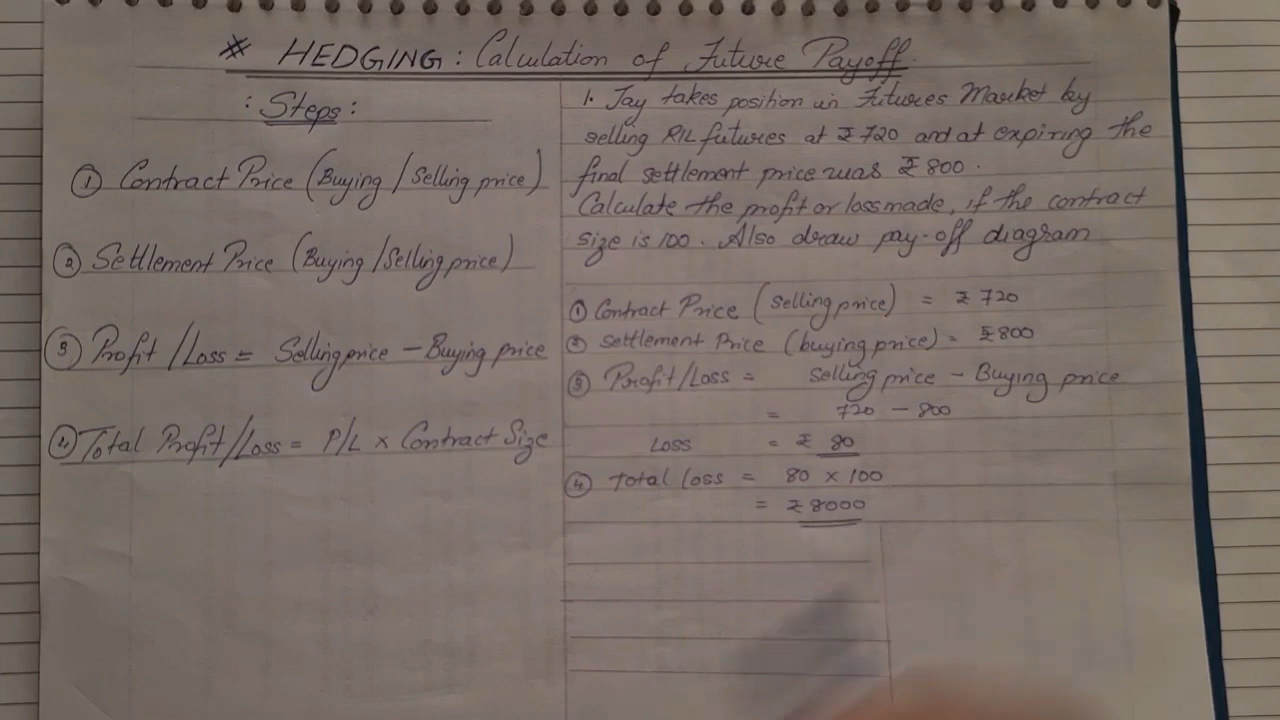 * HEDGING : Calculation of Future Payoff.
: Steps :
① Contract Price (Buying / Selling price)
② Settlement Price (Buying / Selling price)
③ Profit / Loss = Selling price - Buying price
④ Total Profit / Loss = P/L x Contract Size
1. Jay takes position in Futures Market by
selling RIL futures at ₹ 720 and at expiring the
final settlement price was ₹ 800.
Calculate the profit or loss made, if the contract
size is 100. Also draw pay-off diagram
① Contract Price (selling price) = ₹ 720
② Settlement Price (buying price) = ₹ 800
③ Profit / Loss = Selling price - Buying price
= 720 - 800
Loss = ₹ 80
④ Total loss = 80 x 100
= ₹ 8000